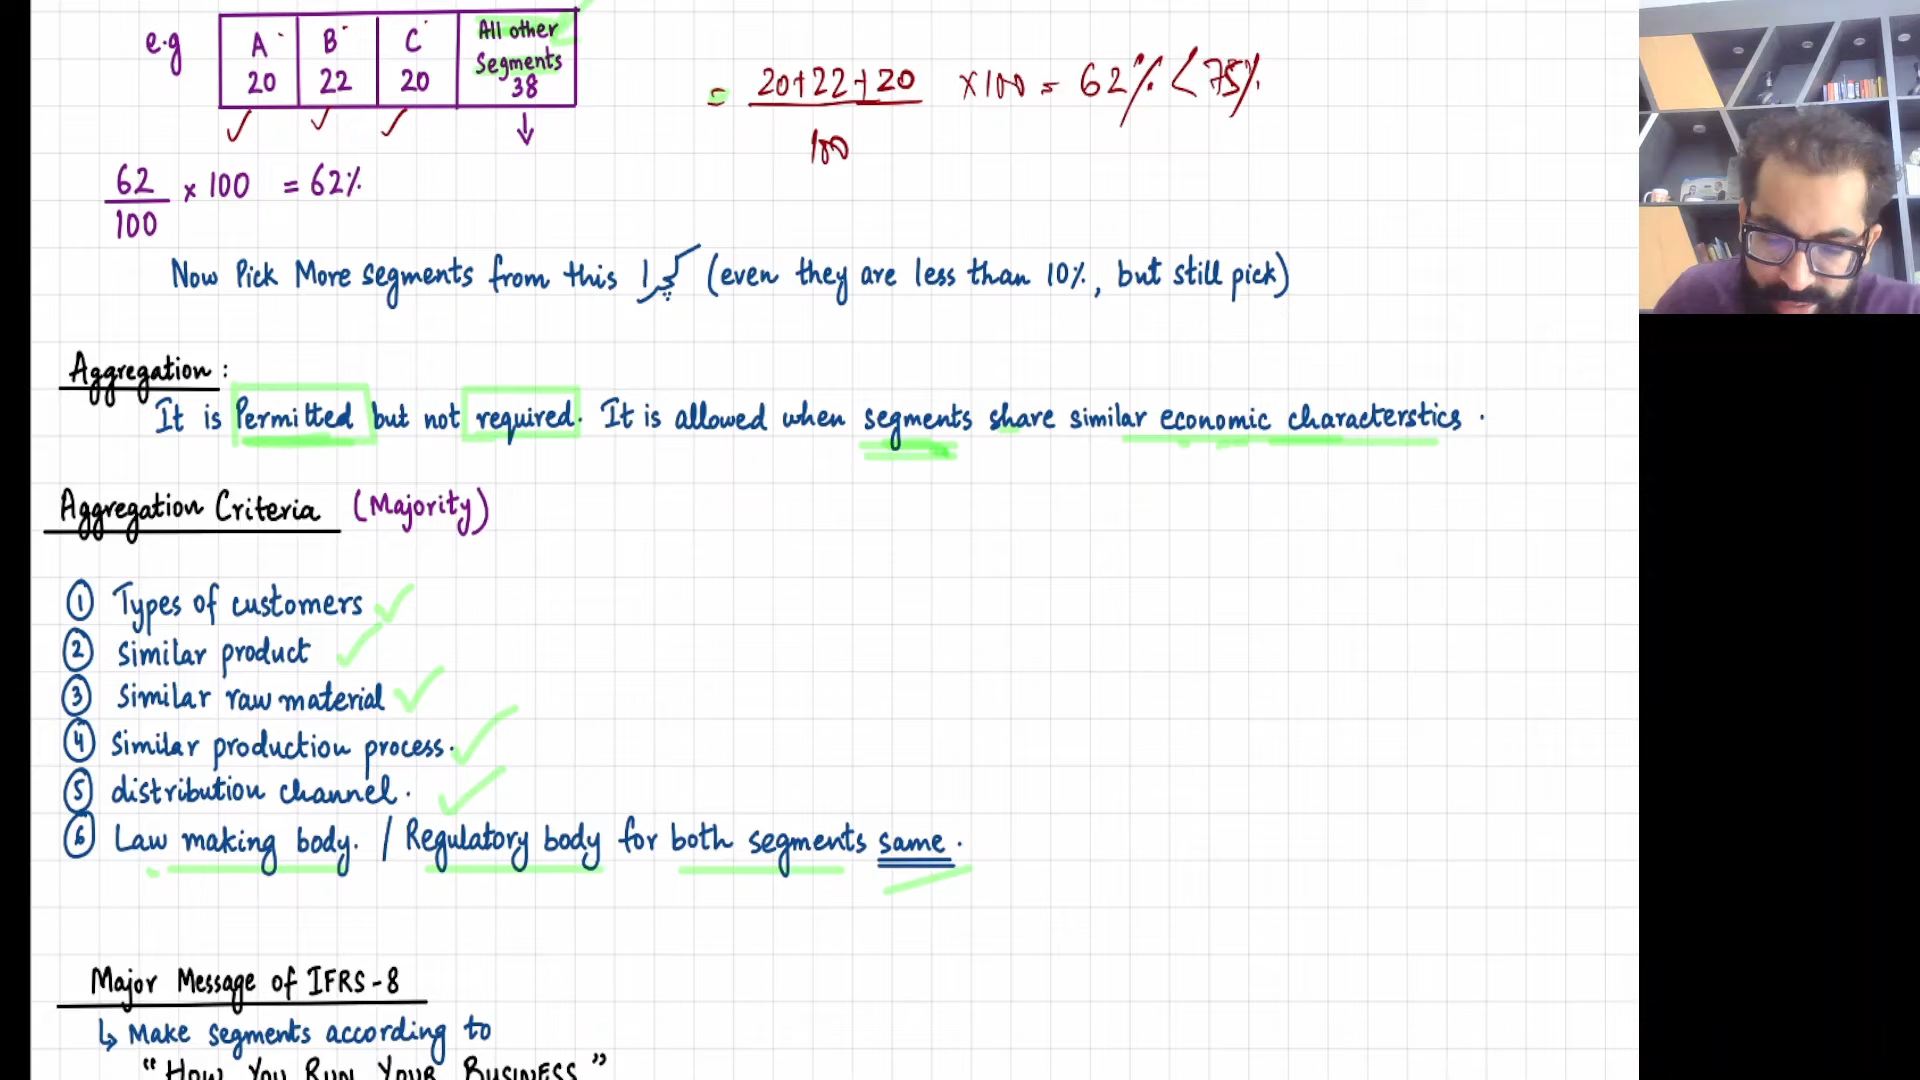 e.g
A B C All other Segments
20 22 20 38
= 20+22+20 / 100 ×100 = 62% < 75%
62 / 100 × 100 = 62%
Now Pick More segments from this کچرا (even they are less than 10%, but still pick)
Aggregation :
It is Permitted but not required. It is allowed when segments share similar economic characterstics .
Aggregation Criteria (Majority)
① Types of customers
② Similar product
③ Similar raw material
④ Similar production process.
⑤ distribution channel.
⑥ Law making body. / Regulatory body for both segments same.
Major Message of IFRS-8
↳ Make segments according to
“ HOW YOU RUN YOUR BUSINESS ”